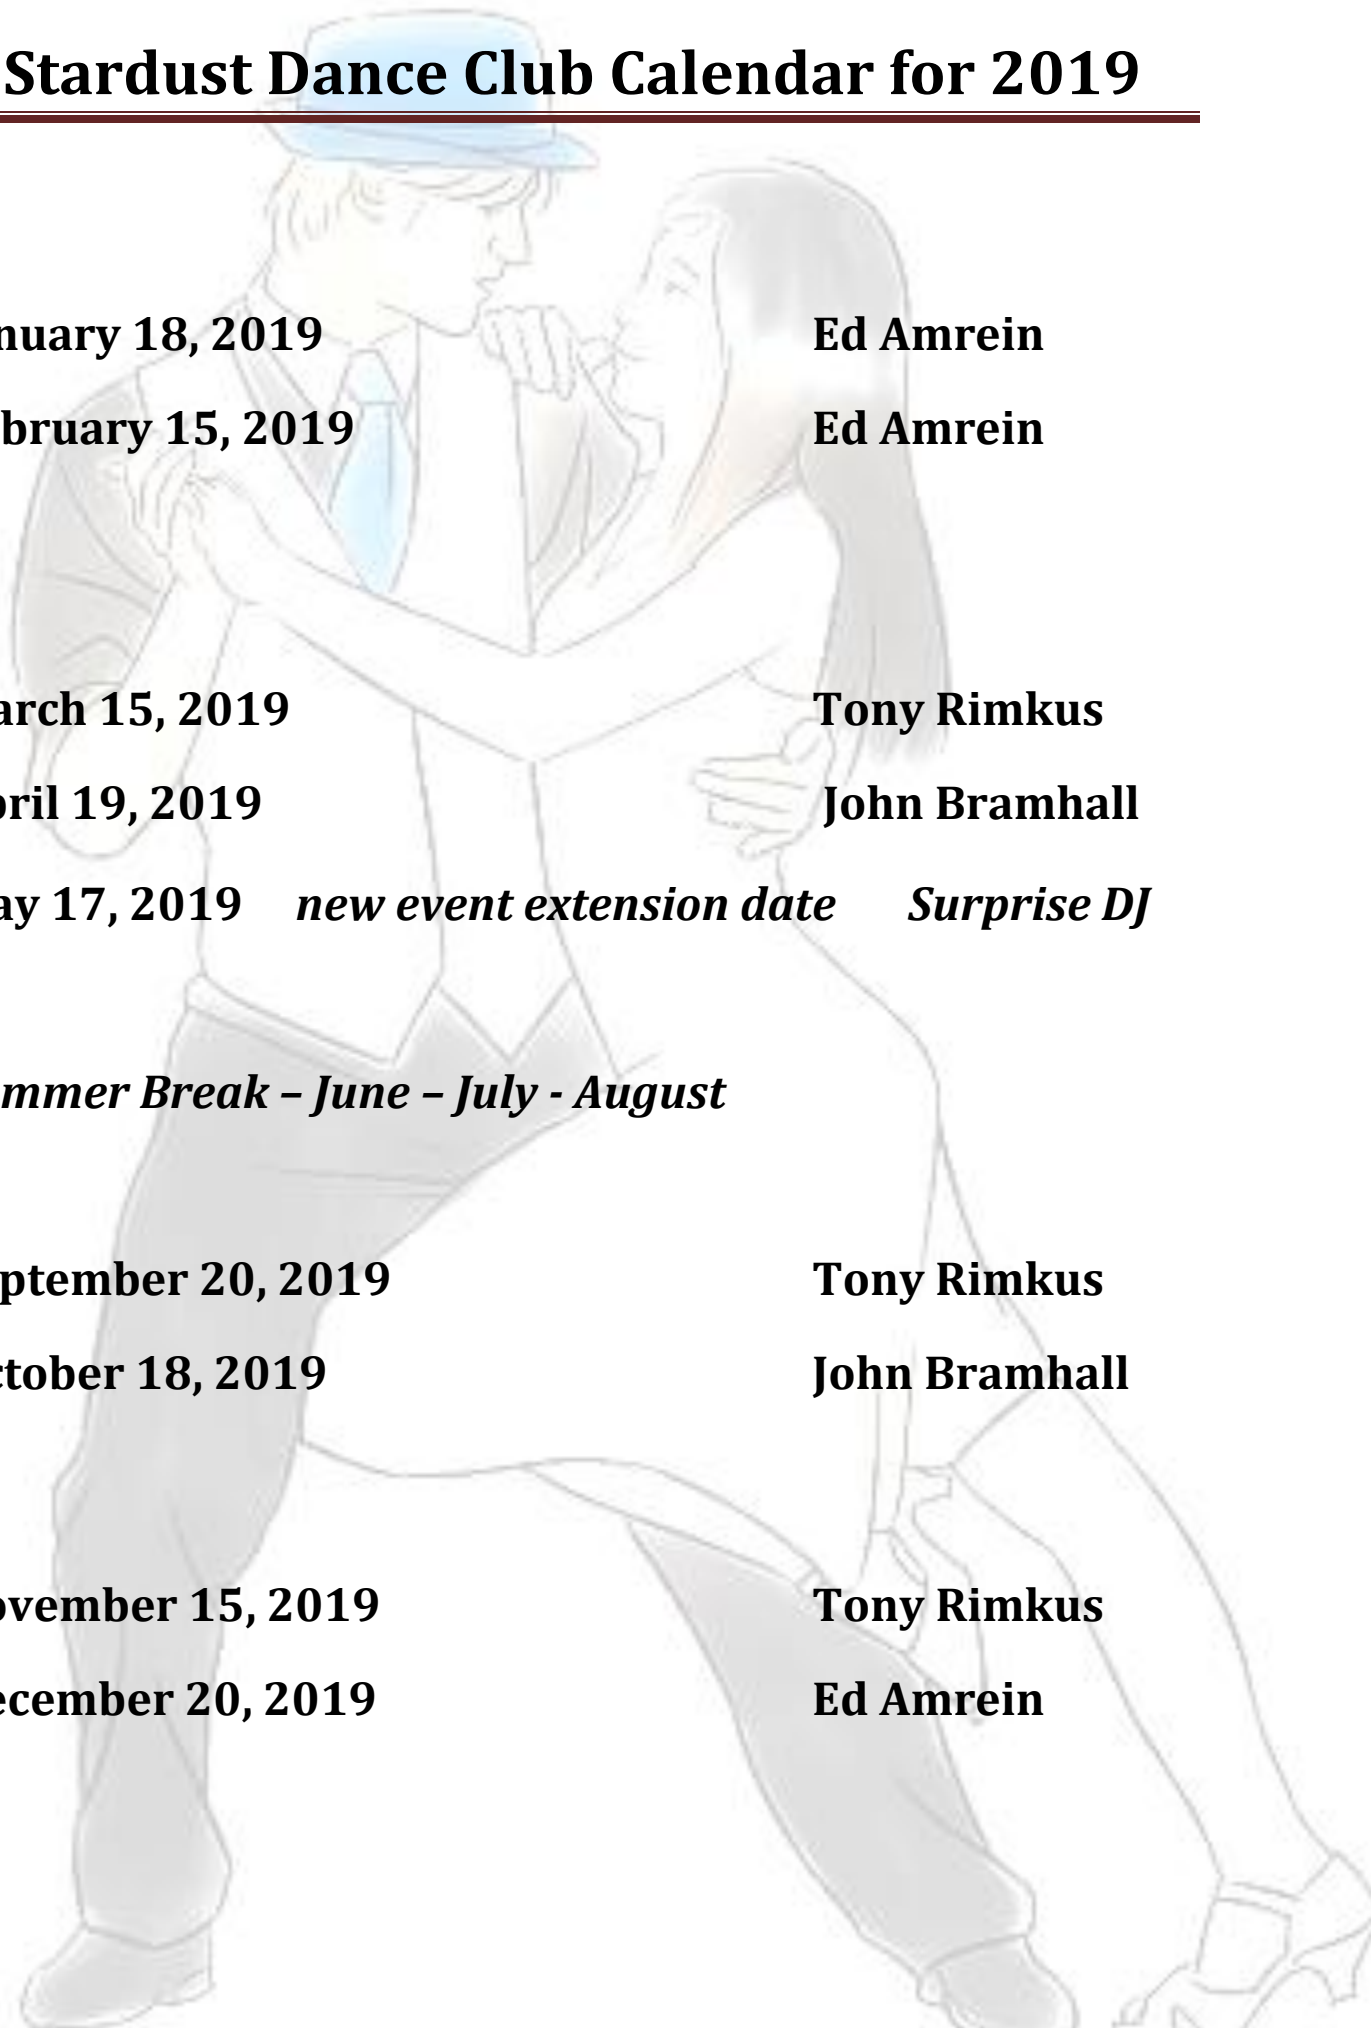 Stardust Dance Club Calendar for 2019
nuary 18, 2019 Ed Amrein
bruary 15, 2019 Ed Amrein
arch 15, 2019 Tony Rimkus
ril 19, 2019 John Bramhall
ay 17, 2019 new event extension date Surprise DJ
mmer Break – June – July - August
ptember 20, 2019 Tony Rimkus
tober 18, 2019 John Bramhall
vember 15, 2019 Tony Rimkus
ecember 20, 2019 Ed Amrein